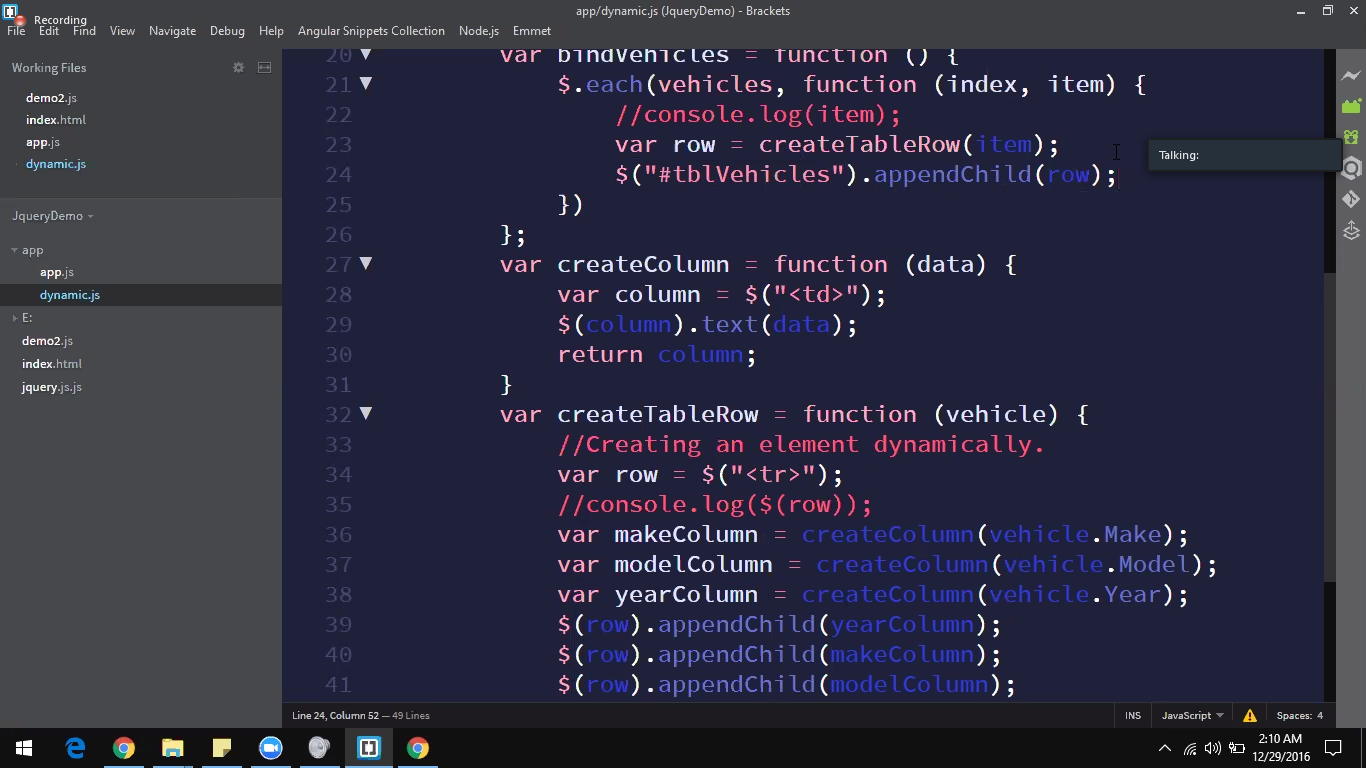 Recording
app/dynamic.js (JqueryDemo) - Brackets
File Edit Find View Navigate Debug Help Angular Snippets Collection Node.js Emmet
Working Files
demo2.js
index.html
app.js
dynamic.js
JqueryDemo
app
app.js
dynamic.js
E:
demo2.js
index.html
jquery.js.js
20 var bindVehicles = function () {
21 $.each(vehicles, function (index, item) {
22 //console.log(item);
23 var row = createTableRow(item);
24 $("#tblVehicles").appendChild(row);
25 })
26 };
27 var createColumn = function (data) {
28 var column = $("<td>");
29 $(column).text(data);
30 return column;
31 }
32 var createTableRow = function (vehicle) {
33 //Creating an element dynamically.
34 var row = $("<tr>");
35 //console.log($(row));
36 var makeColumn = createColumn(vehicle.Make);
37 var modelColumn = createColumn(vehicle.Model);
38 var yearColumn = createColumn(vehicle.Year);
39 $(row).appendChild(yearColumn);
40 $(row).appendChild(makeColumn);
41 $(row).appendChild(modelColumn);
Talking:
Line 24, Column 52 — 49 Lines
INS JavaScript Spaces: 4
2:10 AM
12/29/2016